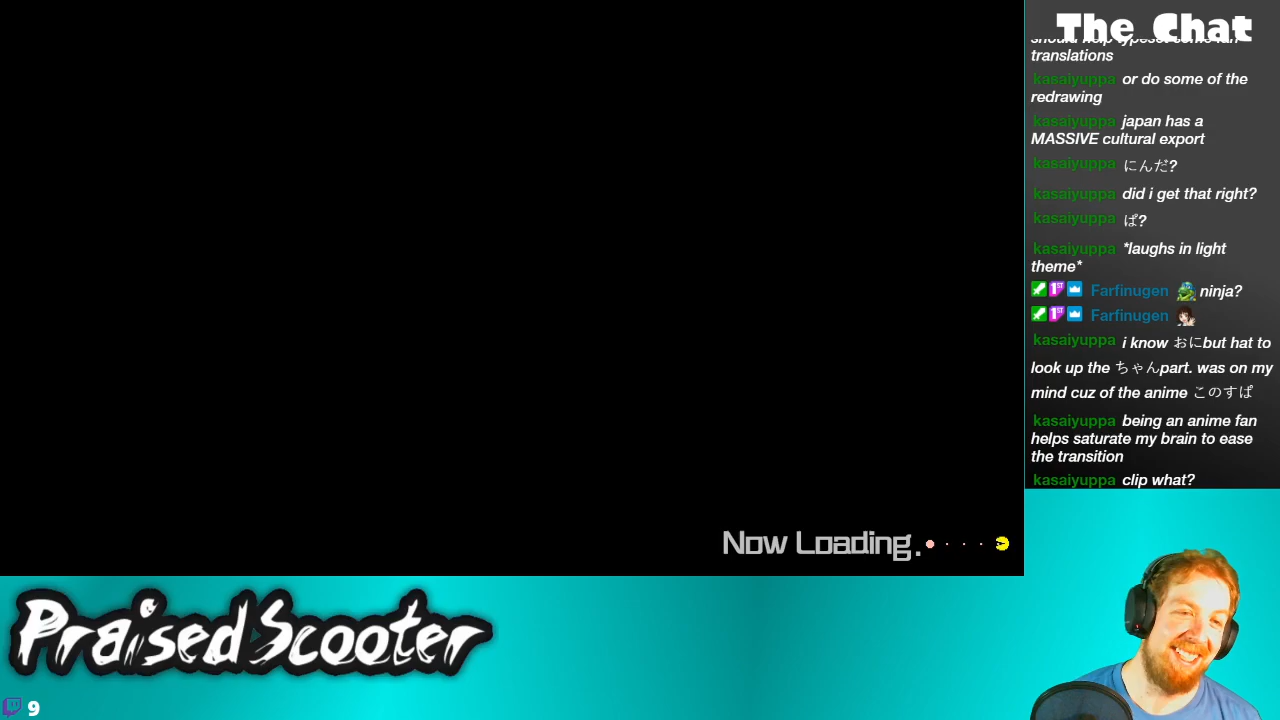 The Chat
translations
kasaiyuppa or do some of the
redrawing
kasaiyuppa japan has a
MASSIVE cultural export
kasaiyuppa にんだ?
kasaiyuppa did i get that right?
kasaiyuppa ぱ?
kasaiyuppa *laughs in light
theme*
1ST Farfinugen ninja?
1ST Farfinugen
kasaiyuppa i know おにbut hat to
look up the ちゃんpart. was on my
mind cuz of the anime このすぱ
kasaiyuppa being an anime fan
helps saturate my brain to ease
the transition
kasaiyuppa clip what?
Now Loading.
PraisedScooter
9